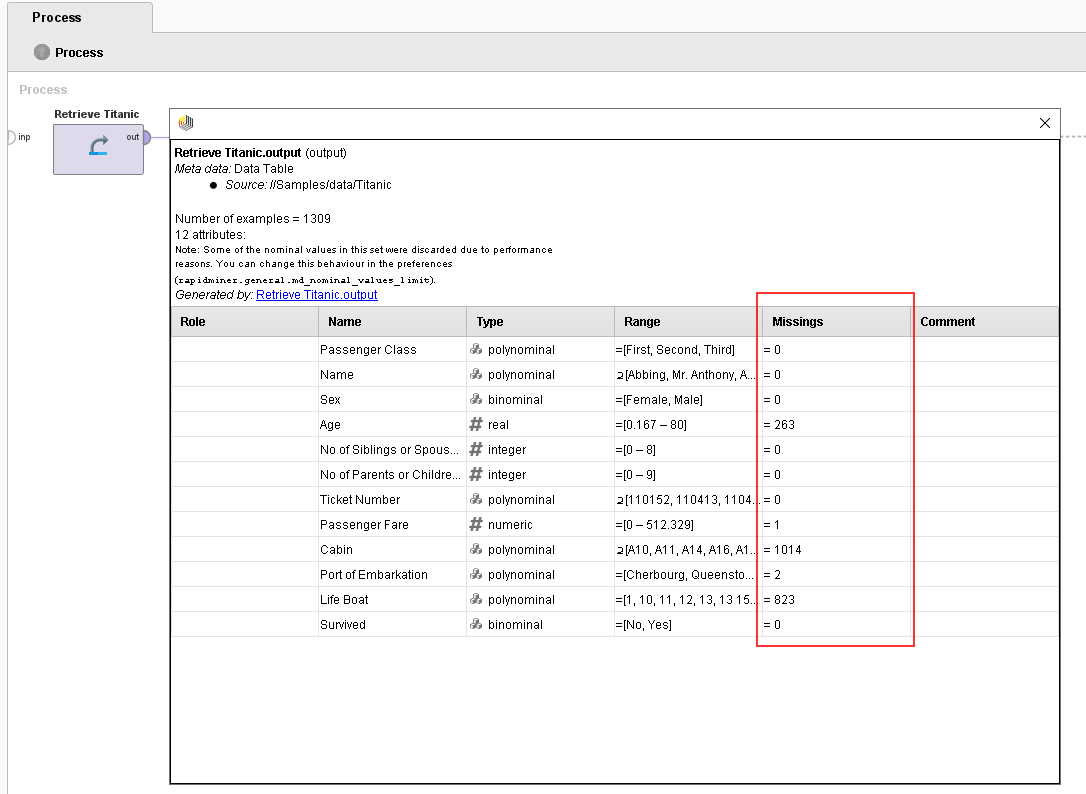 Process
Process
Process
Retrieve Titanic
inp
out
Retrieve Titanic.output (output)
Meta data: Data Table
● Source: //Samples/data/Titanic
Number of examples = 1309
12 attributes:
Note: Some of the nominal values in this set were discarded due to performance
reasons. You can change this behaviour in the preferences
(rapidminer.general.md_nominal_values_limit).
Generated by: Retrieve Titanic.output
Role Name Type Range Missings Comment
Passenger Class polynominal =[First, Second, Third] = 0
Name polynominal ⊇[Abbing, Mr. Anthony, A... = 0
Sex binominal =[Female, Male] = 0
Age # real =[0.167 – 80] = 263
No of Siblings or Spous... # integer =[0 – 8] = 0
No of Parents or Childre... # integer =[0 – 9] = 0
Ticket Number polynominal ⊇[110152, 110413, 1104... = 0
Passenger Fare # numeric =[0 – 512.329] = 1
Cabin polynominal ⊇[A10, A11, A14, A16, A1... = 1014
Port of Embarkation polynominal =[Cherbourg, Queensto... = 2
Life Boat polynominal =[1, 10, 11, 12, 13, 13 15... = 823
Survived binominal =[No, Yes] = 0